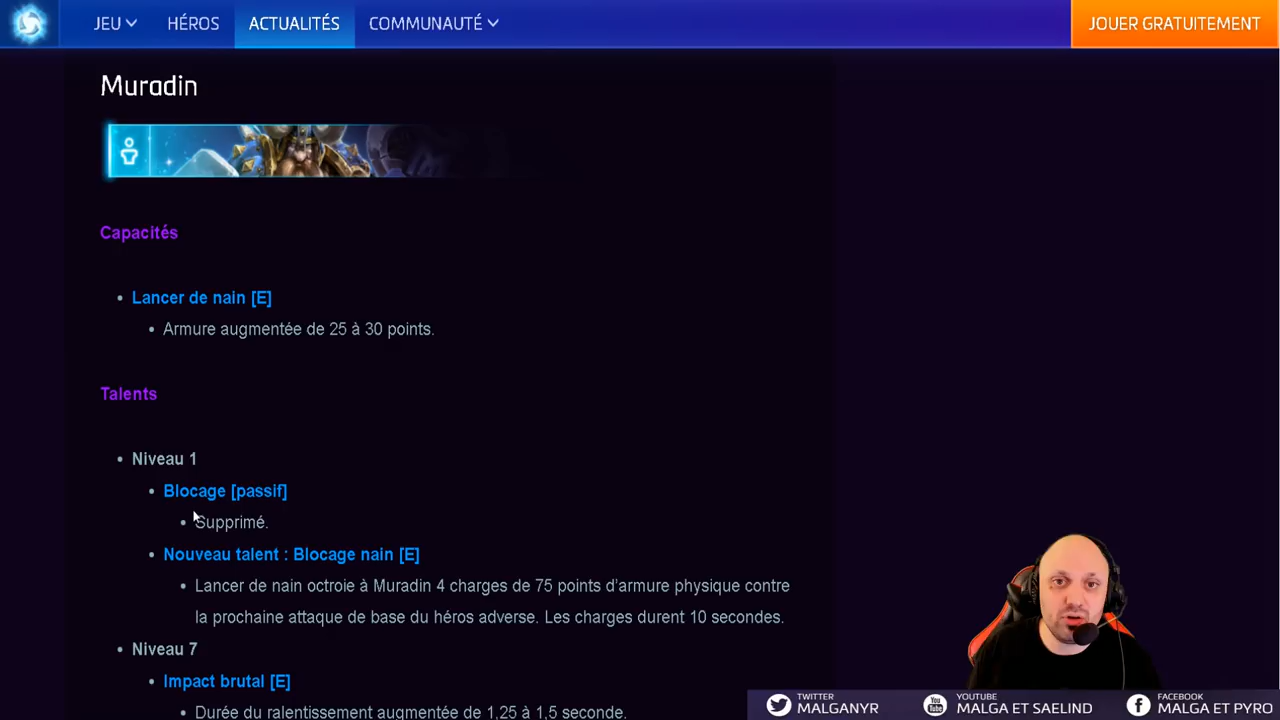 JEU HÉROS ACTUALITÉS COMMUNAUTÉ JOUER GRATUITEMENT
Muradin
Capacités
Lancer de nain [E]
Armure augmentée de 25 à 30 points.
Talents
Niveau 1
Blocage [passif]
Supprimé.
Nouveau talent : Blocage nain [E]
Lancer de nain octroie à Muradin 4 charges de 75 points d’armure physique contre
la prochaine attaque de base du héros adverse. Les charges durent 10 secondes.
Niveau 7
Impact brutal [E]
Durée du ralentissement augmentée de 1,25 à 1,5 seconde.
TWITTER
MALGANYR
YOUTUBE
MALGA ET SAELIND
FACEBOOK
MALGA ET PYRO